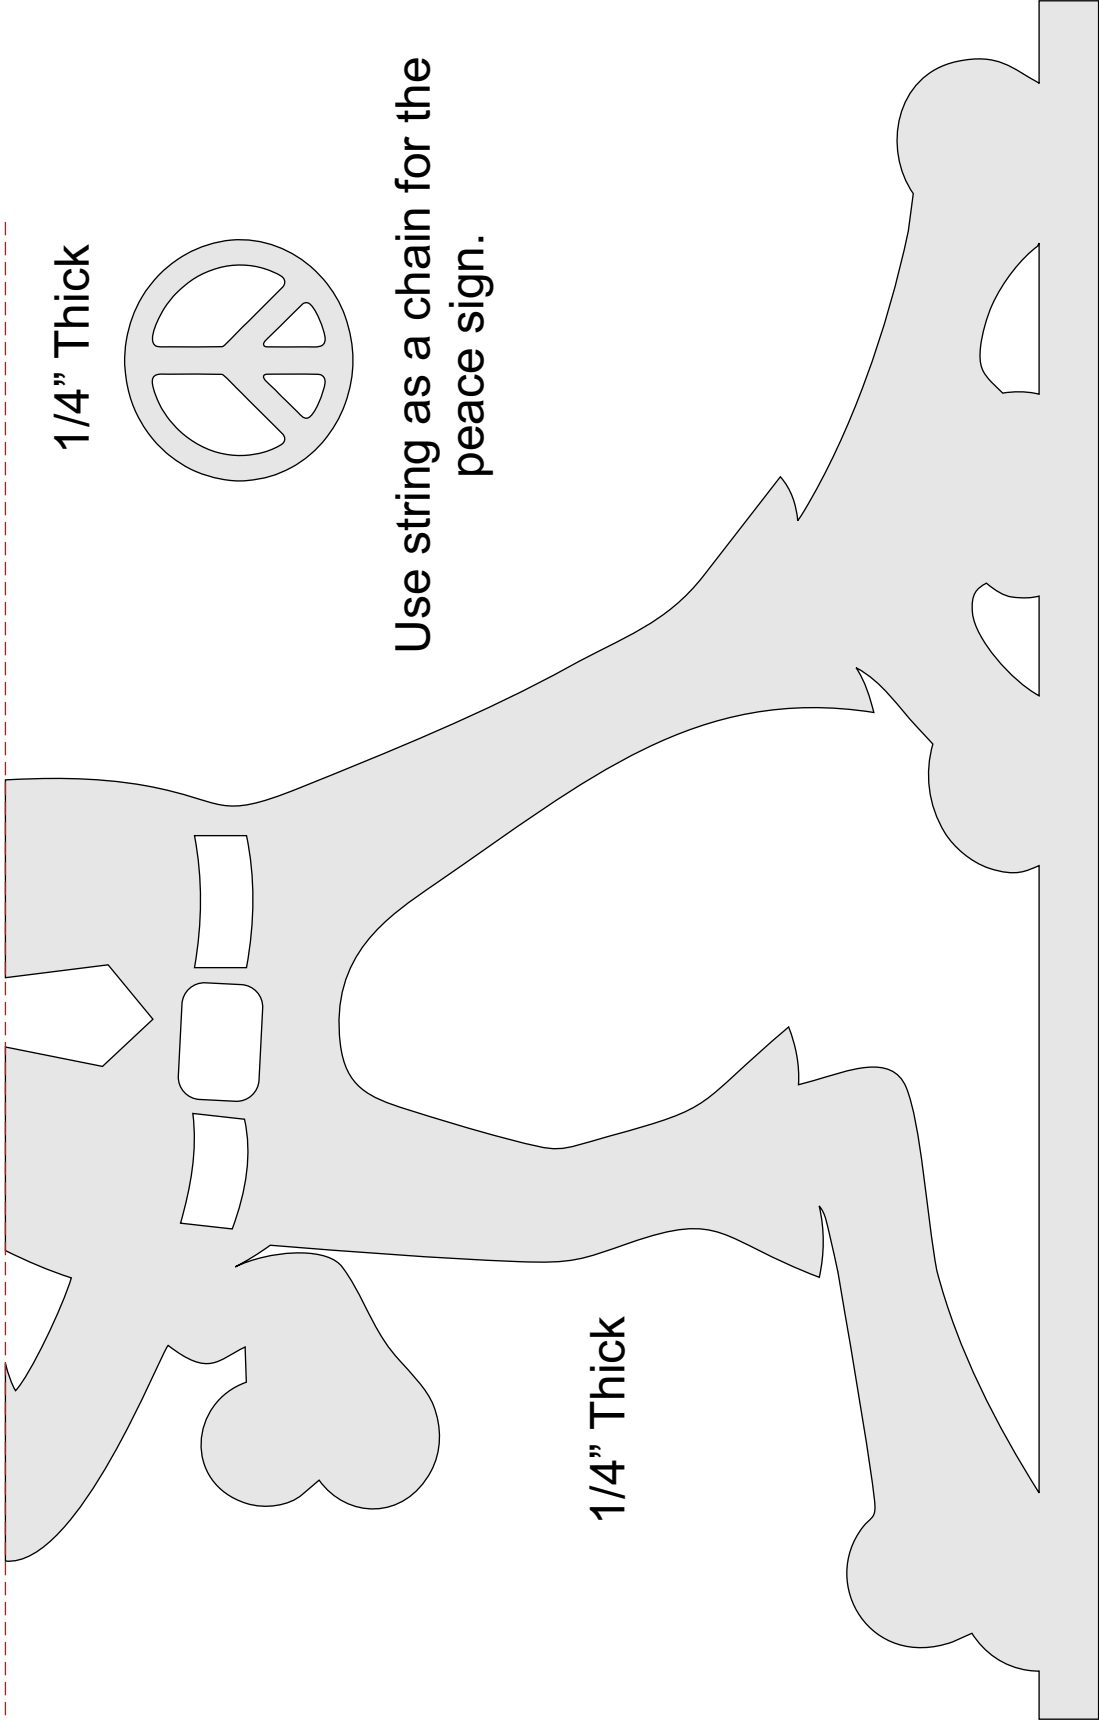 1/4” Thick
Use string as a chain for the
peace sign.
1/4” Thick